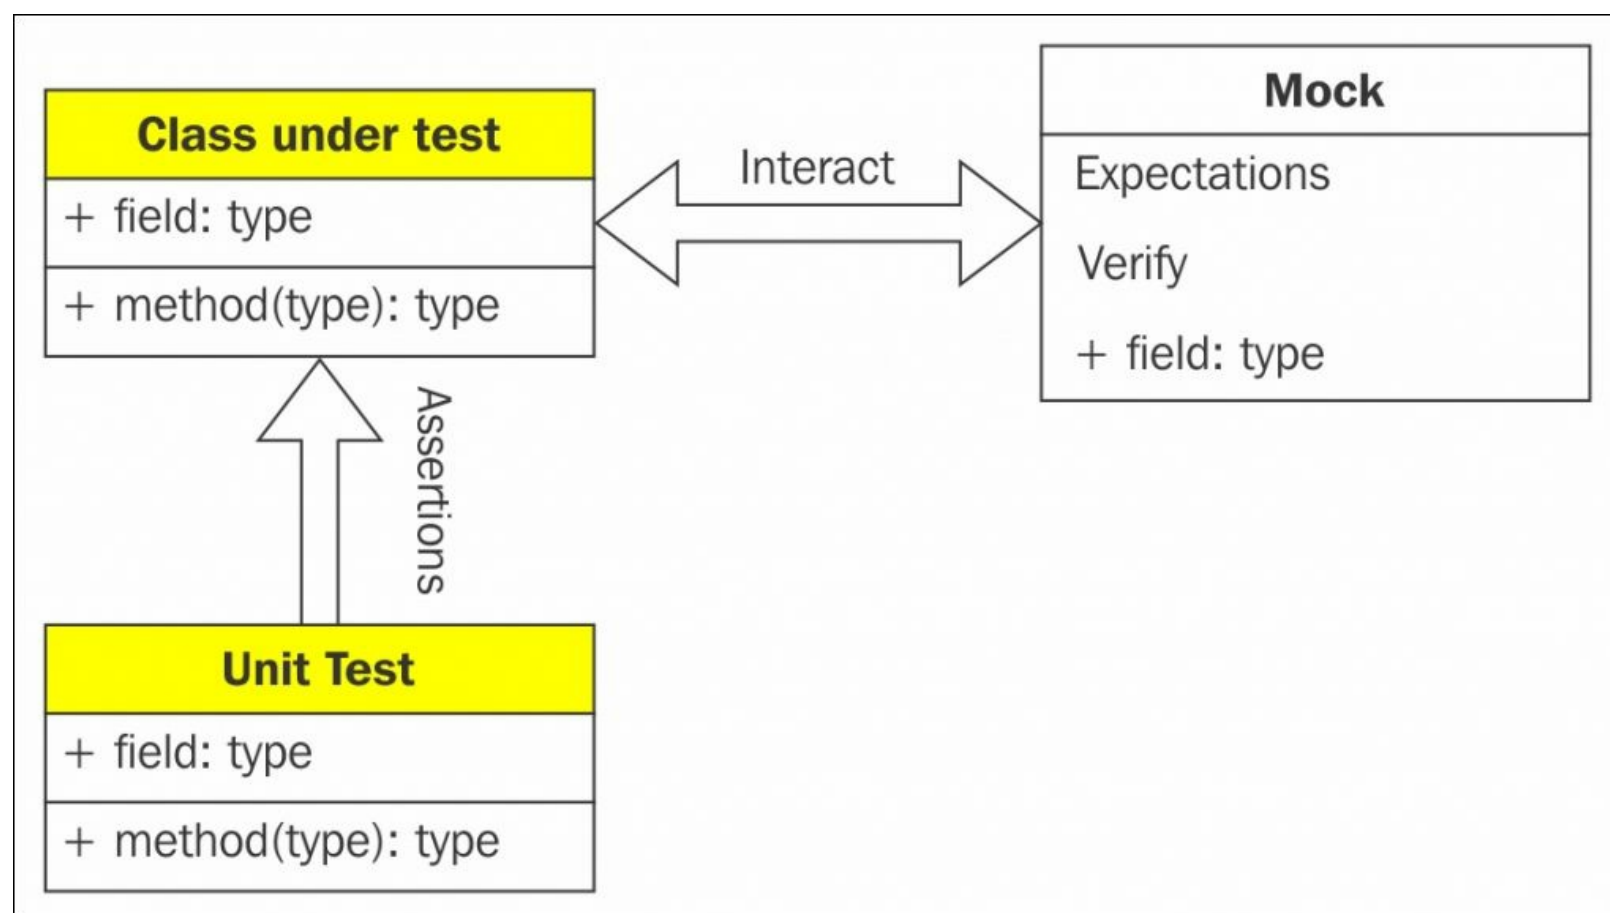 Class under test
+ field: type
+ method(type): type
Interact
Mock
Expectations
Verify
+ field: type
Assertions
Unit Test
+ field: type
+ method(type): type